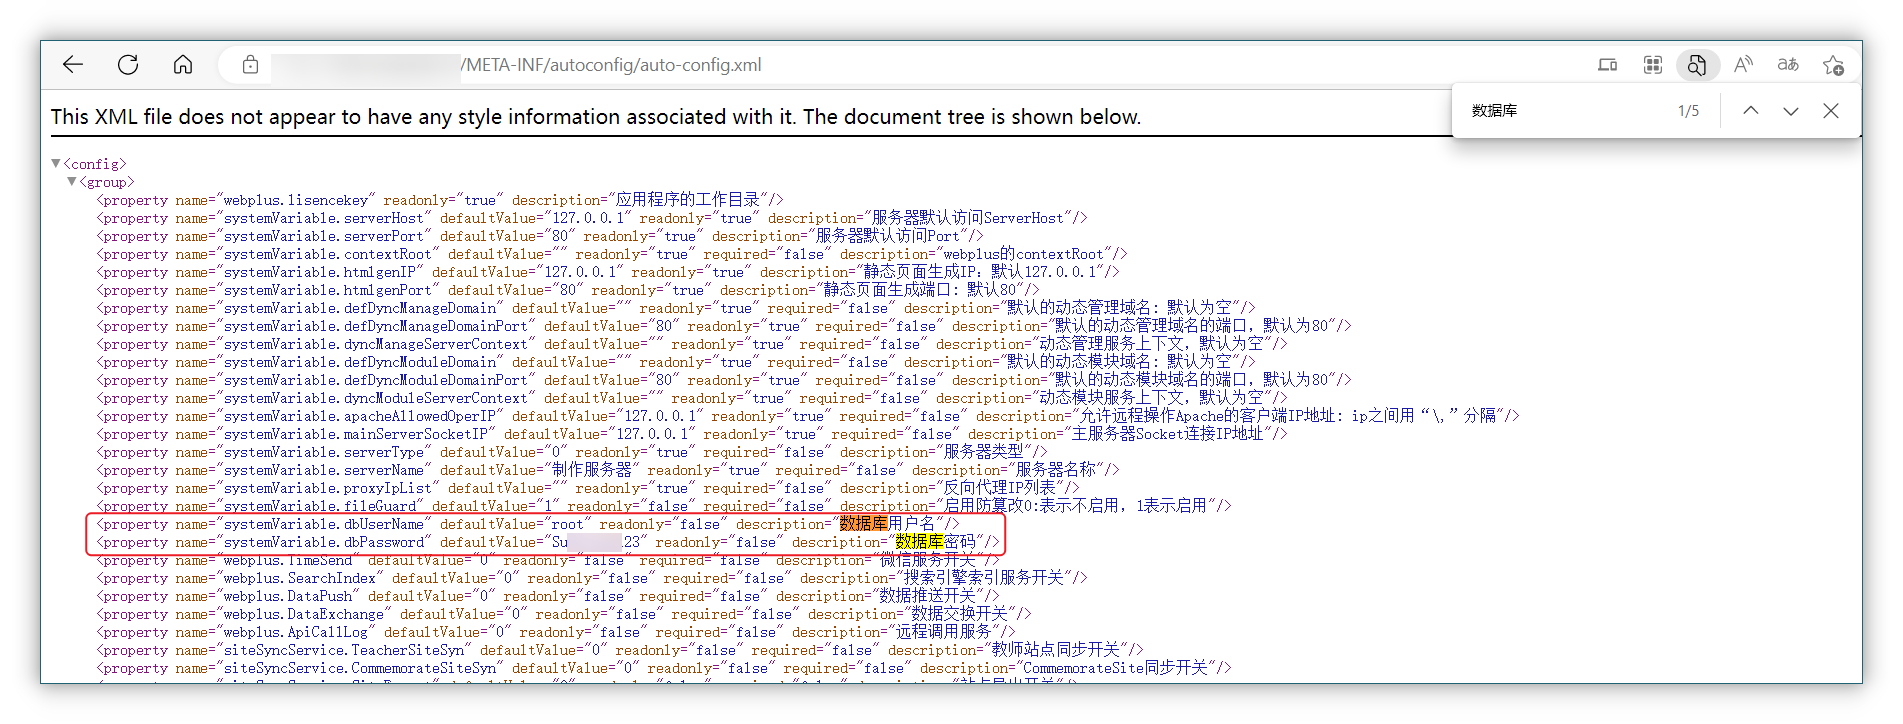 /META-INF/autoconfig/auto-config.xml
数据库 1/5
This XML file does not appear to have any style information associated with it. The document tree is shown below.
▼<config>
▼<group>
<property name="webplus.lisencekey" readonly="true" description="应用程序的工作目录"/>
<property name="systemVariable.serverHost" defaultValue="127.0.0.1" readonly="true" description="服务器默认访问ServerHost"/>
<property name="systemVariable.serverPort" defaultValue="80" readonly="true" description="服务器默认访问Port"/>
<property name="systemVariable.contextRoot" defaultValue="" readonly="true" required="false" description="webplus的contextRoot"/>
<property name="systemVariable.htmlgenIP" defaultValue="127.0.0.1" readonly="true" description="静态页面生成IP：默认127.0.0.1"/>
<property name="systemVariable.htmlgenPort" defaultValue="80" readonly="true" description="静态页面生成端口：默认80"/>
<property name="systemVariable.defDyncManageDomain" defaultValue="" readonly="true" required="false" description="默认的动态管理域名：默认为空"/>
<property name="systemVariable.defDyncManageDomainPort" defaultValue="80" readonly="true" required="false" description="默认的动态管理域名的端口，默认为80"/>
<property name="systemVariable.dyncManageServerContext" defaultValue="" readonly="true" required="false" description="动态管理服务上下文，默认为空"/>
<property name="systemVariable.defDyncModuleDomain" defaultValue="" readonly="true" required="false" description="默认的动态模块域名：默认为空"/>
<property name="systemVariable.defDyncModuleDomainPort" defaultValue="80" readonly="true" required="false" description="默认的动态模块域名的端口，默认为80"/>
<property name="systemVariable.dyncModuleServerContext" defaultValue="" readonly="true" required="false" description="动态模块服务上下文，默认为空"/>
<property name="systemVariable.apacheAllowedOperIP" defaultValue="127.0.0.1" readonly="true" required="false" description="允许远程操作Apache的客户端IP地址：ip之间用“\,”分隔"/>
<property name="systemVariable.mainServerSocketIP" defaultValue="127.0.0.1" readonly="true" required="false" description="主服务器Socket连接IP地址"/>
<property name="systemVariable.serverType" defaultValue="0" readonly="true" required="false" description="服务器类型"/>
<property name="systemVariable.serverName" defaultValue="制作服务器" readonly="true" required="false" description="服务器名称"/>
<property name="systemVariable.proxyIpList" defaultValue="" readonly="true" required="false" description="反向代理IP列表"/>
<property name="systemVariable.fileGuard" defaultValue="1" readonly="false" required="false" description="启用防篡改0:表示不启用，1表示启用"/>
<property name="systemVariable.dbUserName" defaultValue="root" readonly="false" description="数据库用户名"/>
<property name="systemVariable.dbPassword" defaultValue="Su 23" readonly="false" description="数据库密码"/>
<property name="webplus.TimeSend" defaultValue="0" readonly="false" required="false" description="微信服务开关"/>
<property name="webplus.SearchIndex" defaultValue="0" readonly="false" required="false" description="搜索引擎索引服务开关"/>
<property name="webplus.DataPush" defaultValue="0" readonly="false" required="false" description="数据推送开关"/>
<property name="webplus.DataExchange" defaultValue="0" readonly="false" required="false" description="数据交换开关"/>
<property name="webplus.ApiCallLog" defaultValue="0" readonly="false" required="false" description="远程调用服务"/>
<property name="siteSyncService.TeacherSiteSyn" defaultValue="0" readonly="false" required="false" description="教师站点同步开关"/>
<property name="siteSyncService.CommemorateSiteSyn" defaultValue="0" readonly="false" required="false" description="CommemorateSite同步开关"/>